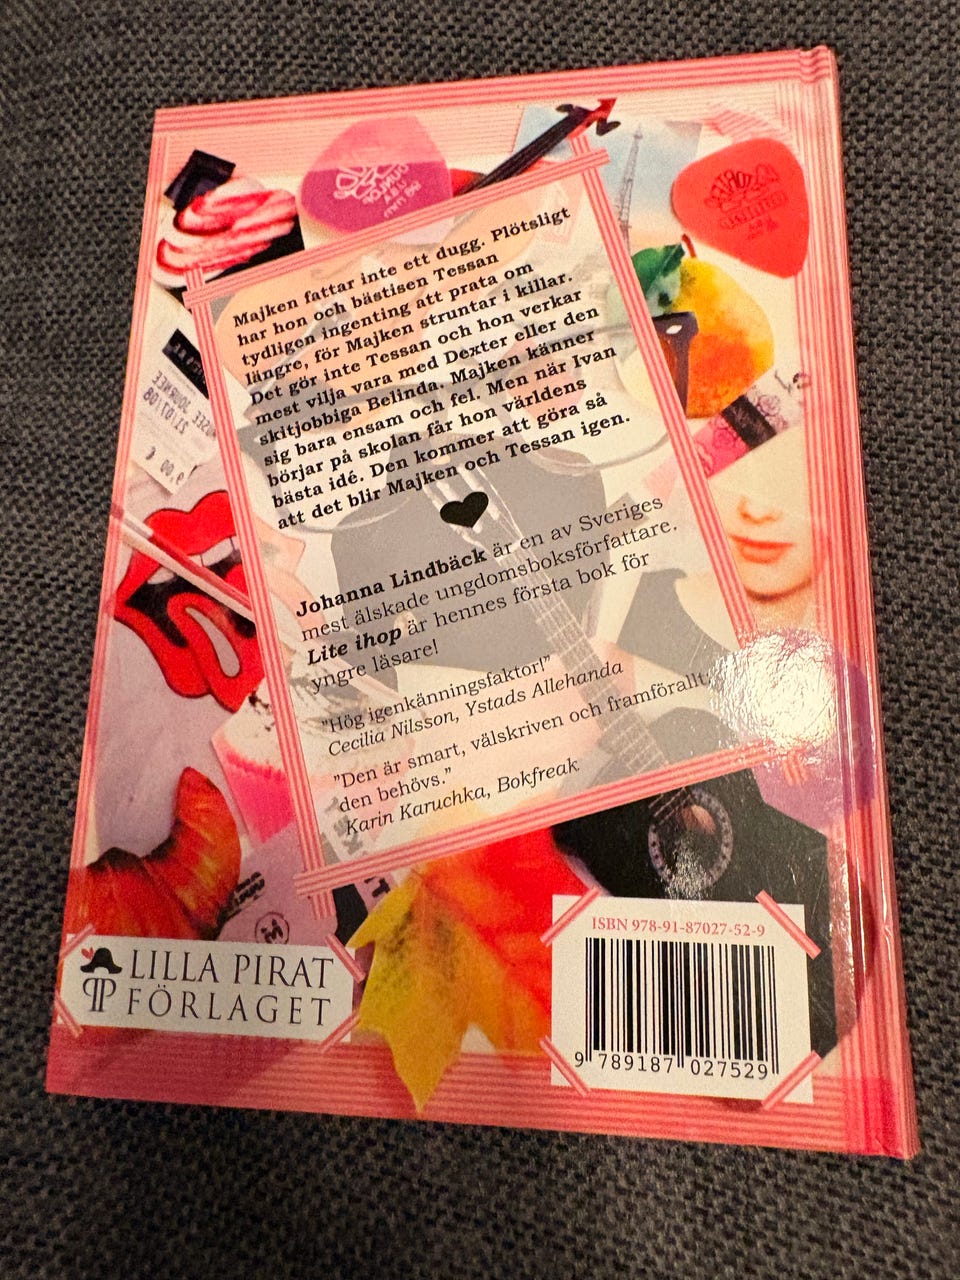 Majken fattar inte ett dugg. Plötsligt
har hon och bästisen Tessan
tydligen ingenting att prata om
längre, för Majken struntar i killar.
Det gör inte Tessan och hon verkar
mest vilja vara med Dexter eller den
skitjobbiga Belinda. Majken känner
sig bara ensam och fel. Men när Ivan
börjar på skolan får hon världens
bästa idé. Den kommer att göra så
att det blir Majken och Tessan igen.
Johanna Lindbäck är en av Sveriges
mest älskade ungdomsboksförfattare.
Lite ihop är hennes första bok för
yngre läsare!
"Hög igenkänningsfaktor!"
Cecilia Nilsson, Ystads Allehanda
"Den är smart, välskriven och framförallt:
den behövs."
Karin Karuchka, Bokfreak
LILLA PIRAT
FÖRLAGET
ISBN 978-91-87027-52-9
9 789187 027529